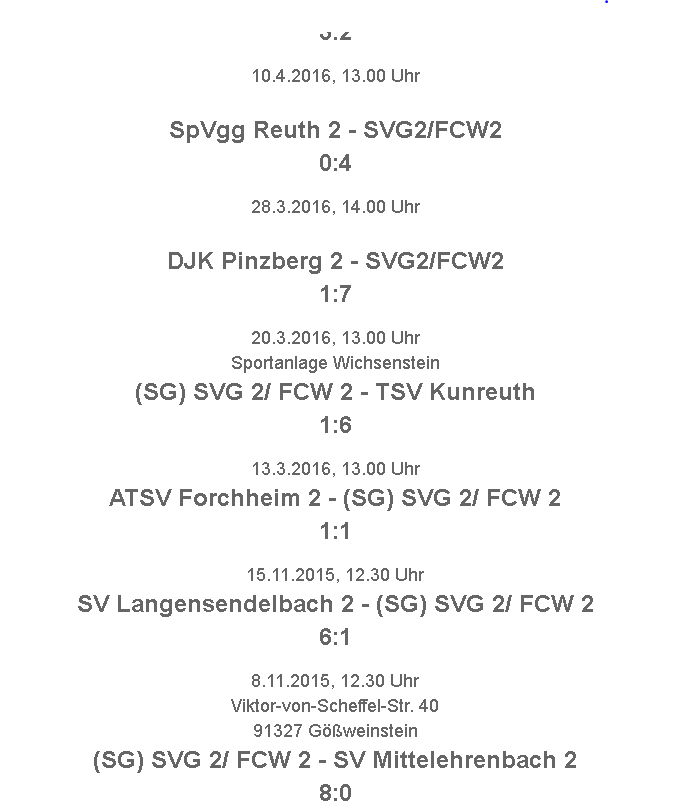 10.4.2016, 13.00 Uhr
SpVgg Reuth 2 - SVG2/FCW2
0:4
28.3.2016, 14.00 Uhr
DJK Pinzberg 2 - SVG2/FCW2
1:7
20.3.2016, 13.00 Uhr
Sportanlage Wichsenstein
(SG) SVG 2/ FCW 2 - TSV Kunreuth
1:6
13.3.2016, 13.00 Uhr
ATSV Forchheim 2 - (SG) SVG 2/ FCW 2
1:1
15.11.2015, 12.30 Uhr
SV Langensendelbach 2 - (SG) SVG 2/ FCW 2
6:1
8.11.2015, 12.30 Uhr
Viktor-von-Scheffel-Str. 40
91327 Gößweinstein
(SG) SVG 2/ FCW 2 - SV Mittelehrenbach 2
8:0